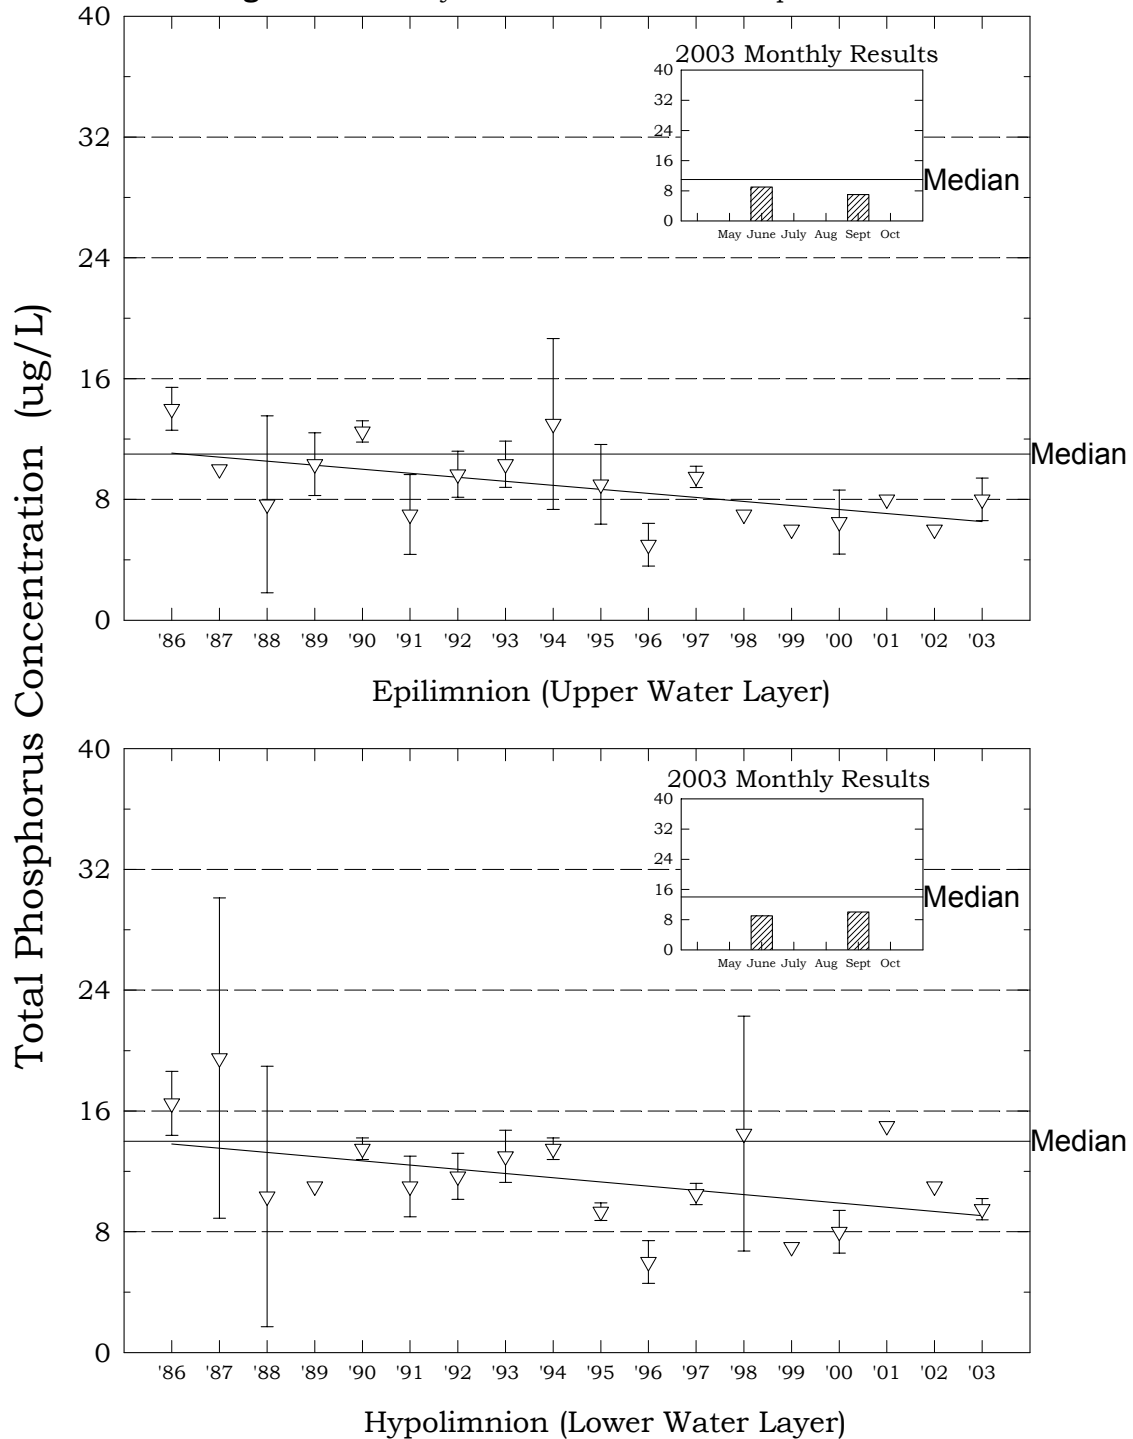 2003 Monthly Results
40
32
24
16
8
0
Median
May June July Aug Sept Oct
40
32
24
16
8
0
Median
'86 '87 '88 '89 '90 '91 '92 '93 '94 '95 '96 '97 '98 '99 '00 '01 '02 '03
Epilimnion (Upper Water Layer)
Total Phosphorus Concentration (ug/L)
2003 Monthly Results
40
32
24
16
8
0
Median
May June July Aug Sept Oct
40
32
24
16
8
0
Median
'86 '87 '88 '89 '90 '91 '92 '93 '94 '95 '96 '97 '98 '99 '00 '01 '02 '03
Hypolimnion (Lower Water Layer)